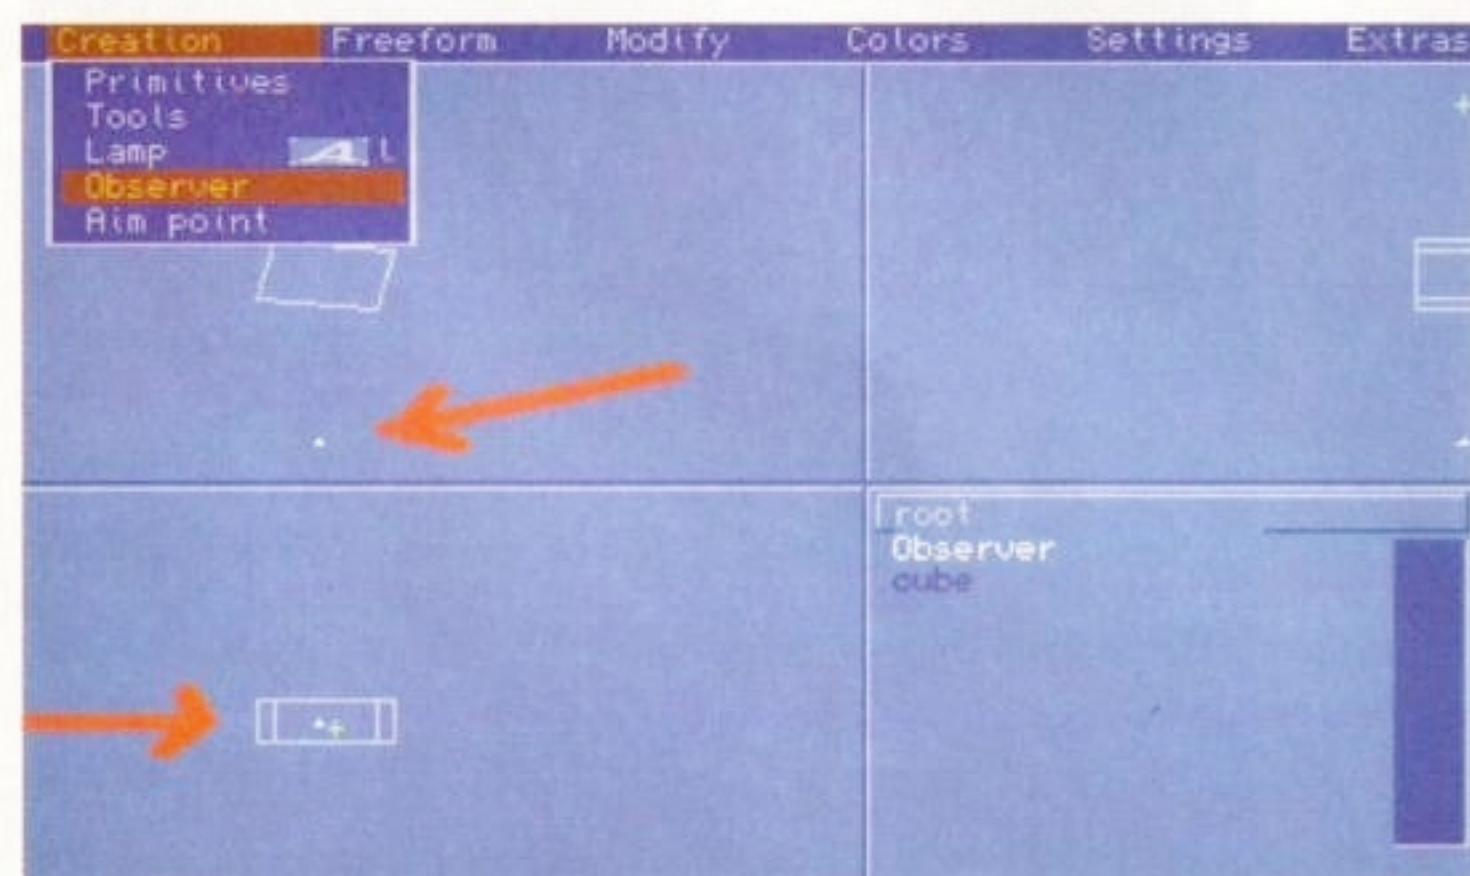 Creation Freeform Modify Colors Settings Extras
Primitives
Tools
Lamp A L
Observer
Aim point
root
Observer
cube